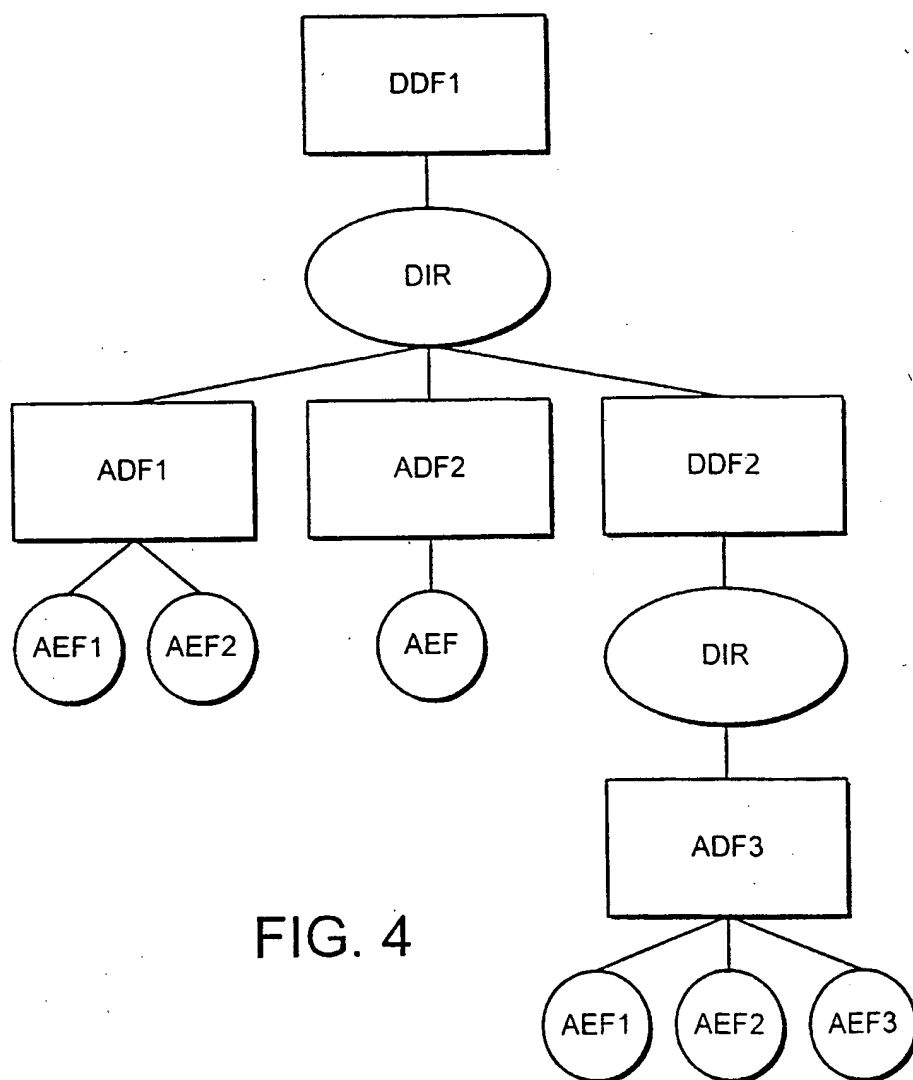 DDF1
DIR
ADF1
ADF2
DDF2
AEF1
AEF2
AEF
DIR
ADF3
FIG. 4
AEF1
AEF2
AEF3